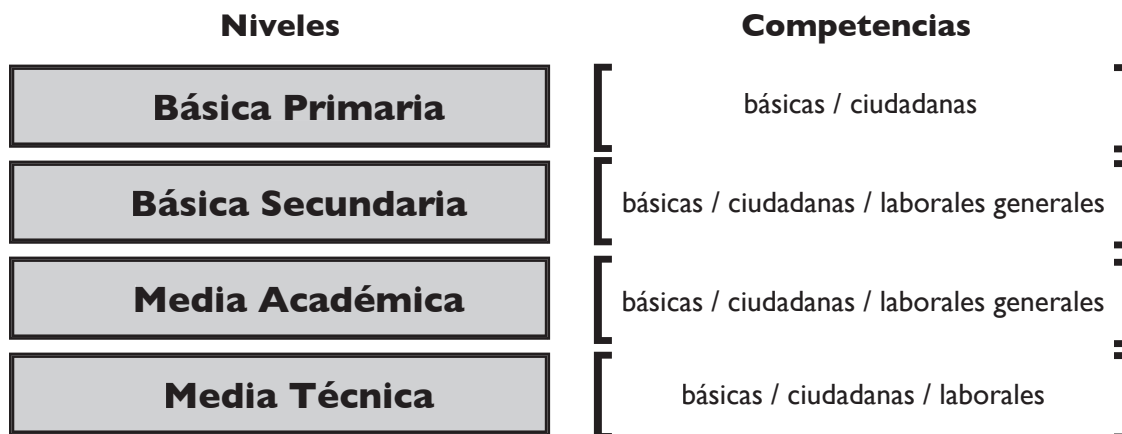 Niveles Competencias
Básica Primaria básicas / ciudadanas
Básica Secundaria básicas / ciudadanas / laborales generales
Media Académica básicas / ciudadanas / laborales generales
Media Técnica básicas / ciudadanas / laborales